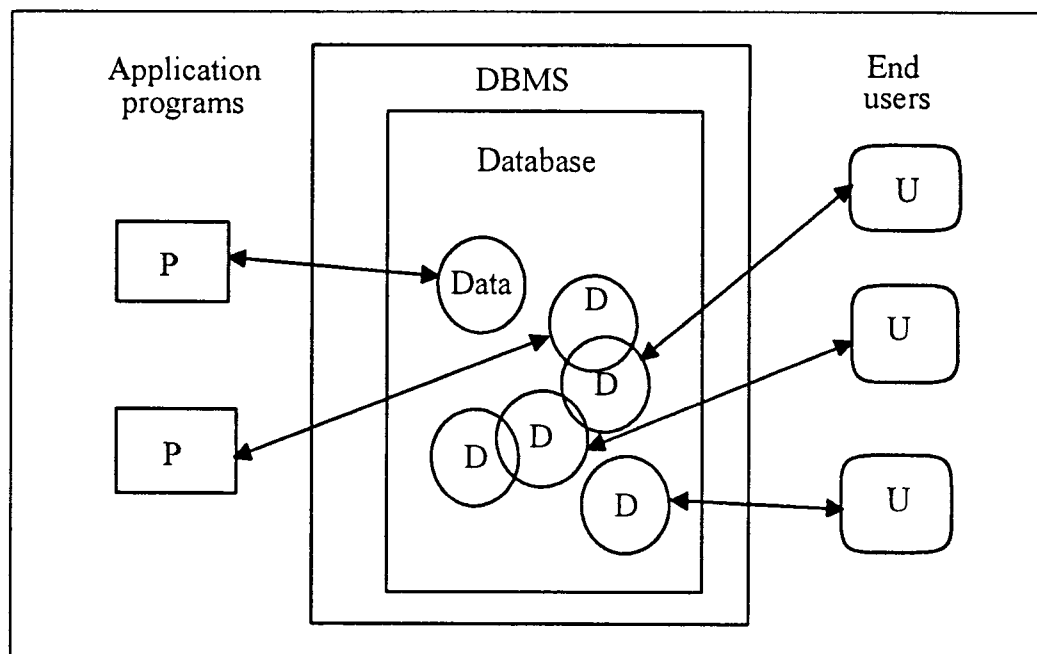 Application
programs
DBMS
End
users
Database
U
P
Data
D
U
D
P
D
D
D
U